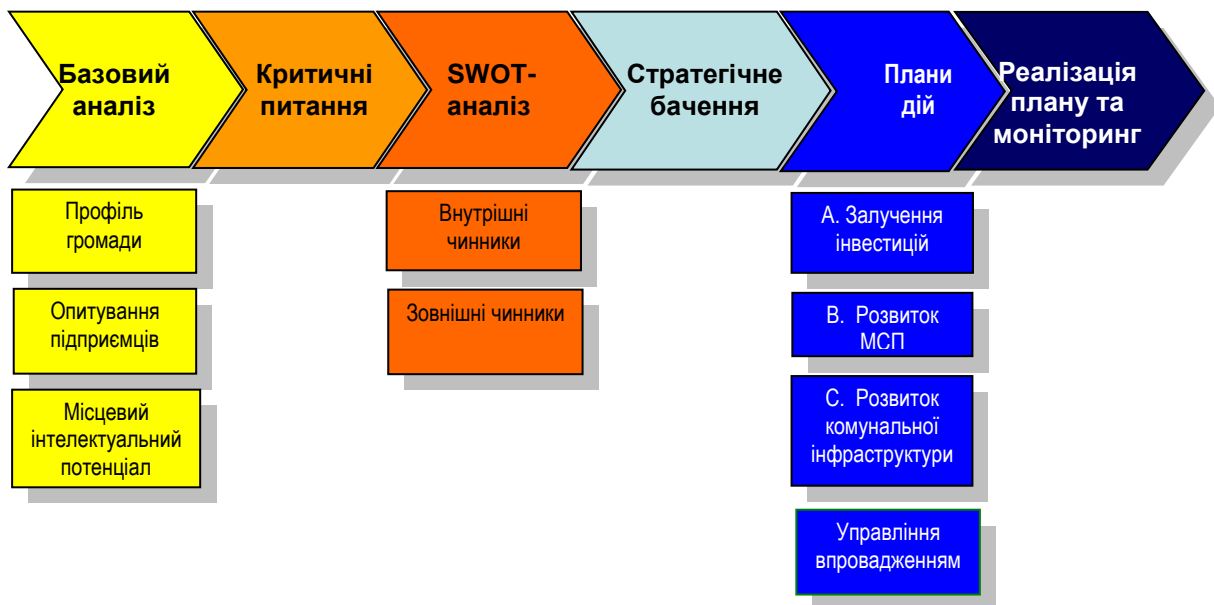 Базовий
аналіз
Критичні
питання
SWOT-
аналіз
Стратегічне
бачення
Плани
дій
Реалізація
плану та
моніторинг
Профіль
громади
Опитування
підприємців
Місцевий
інтелектуальний
потенціал
Внутрішні
чинники
Зовнішні чинники
А. Залучення
інвестицій
В. Розвиток
МСП
С. Розвиток
комунальної
інфраструктури
Управління
впровадженням